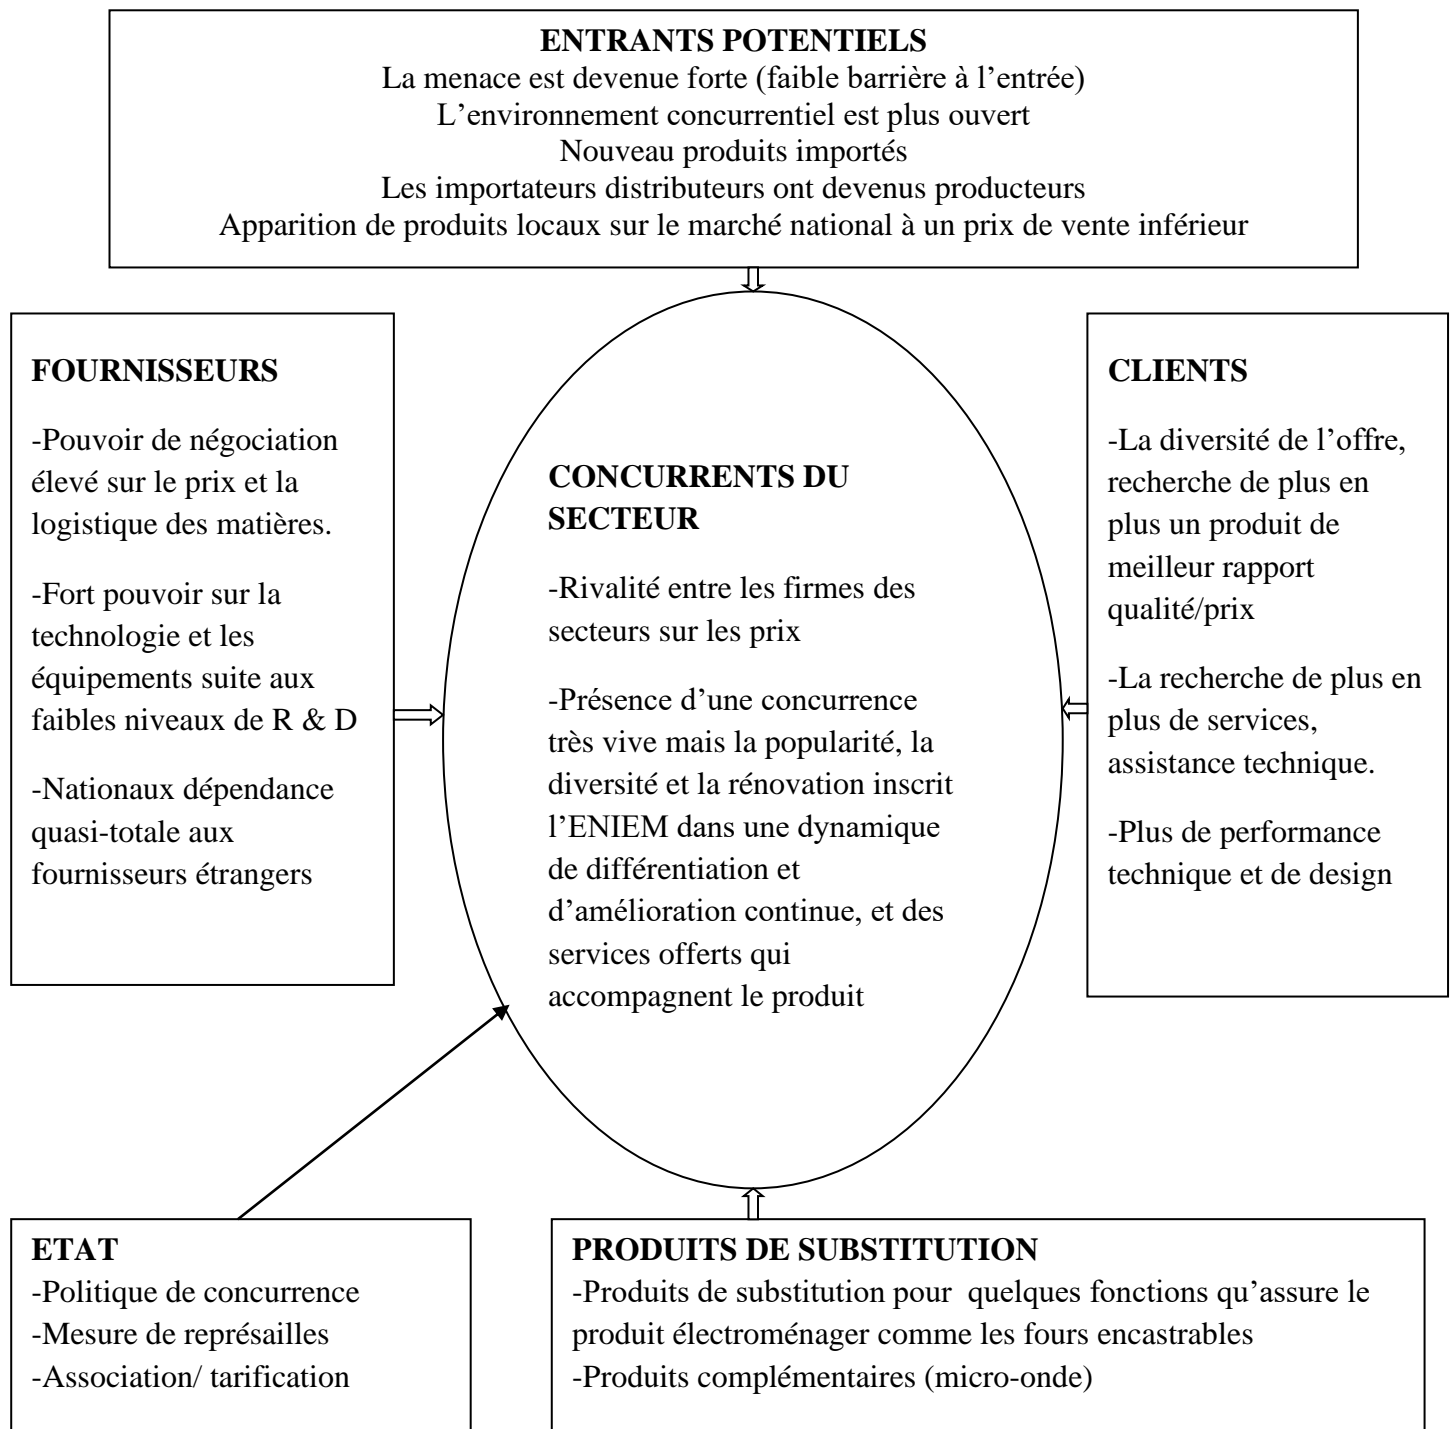 ENTRANTS POTENTIELS
La menace est devenue forte (faible barrière à l’entrée)
L’environnement concurrentiel est plus ouvert
Nouveau produits importés
Les importateurs distributeurs ont devenus producteurs
Apparition de produits locaux sur le marché national à un prix de vente inférieur
FOURNISSEURS
-Pouvoir de négociation
élevé sur le prix et la
logistique des matières.
-Fort pouvoir sur la
technologie et les
équipements suite aux
faibles niveaux de R & D
-Nationaux dépendance
quasi-totale aux
fournisseurs étrangers
CONCURRENTS DU
SECTEUR
-Rivalité entre les firmes des
secteurs sur les prix
-Présence d’une concurrence
très vive mais la popularité, la
diversité et la rénovation inscrit
l’ENIEM dans une dynamique
de différentiation et
d’amélioration continue, et des
services offerts qui
accompagnent le produit
CLIENTS
-La diversité de l’offre,
recherche de plus en
plus un produit de
meilleur rapport
qualité/prix
-La recherche de plus en
plus de services,
assistance technique.
-Plus de performance
technique et de design
ETAT
-Politique de concurrence
-Mesure de représailles
-Association/ tarification
PRODUITS DE SUBSTITUTION
-Produits de substitution pour  quelques fonctions qu’assure le
produit électroménager comme les fours encastrables
-Produits complémentaires (micro-onde)